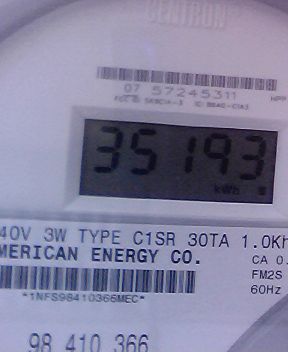 CENTRON
07 57245311
35193
kWh
40V 3W TYPE C1SR 30TA 1.0Kh
MERICAN ENERGY CO.
CA 0.
FM2S
60Hz
*1NFS98410366MEC*
98 410 366